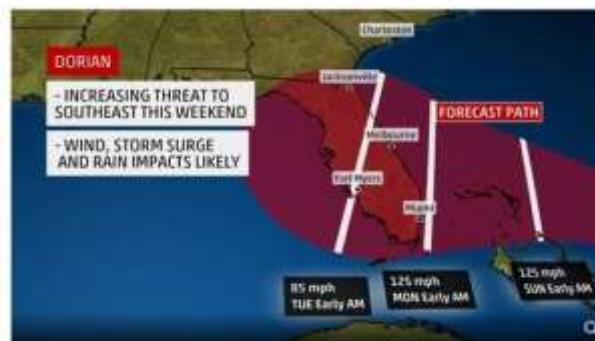 Charleston
DORIAN
Jacksonville
- INCREASING THREAT TO
SOUTHEAST THIS WEEKEND
FORECAST PATH
- WIND, STORM SURGE
AND RAIN IMPACTS LIKELY
Melbourne
Fort Myers
Miami
85 mph
TUE Early AM
125 mph
MON Early AM
125 mph
SUN Early AM